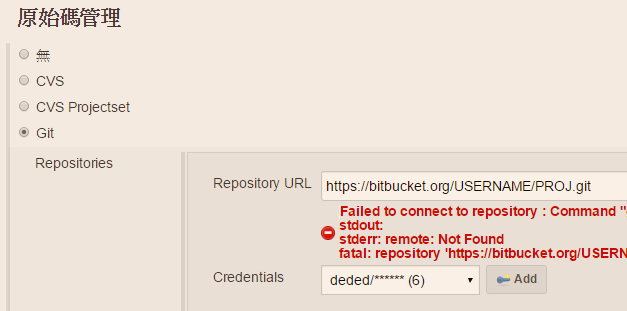 原始碼管理
無
CVS
CVS Projectset
Git
Repositories
Repository URL
https://bitbucket.org/USERNAME/PROJ.git
Failed to connect to repository : Command "
stdout:
stderr: remote: Not Found
fatal: repository 'https://bitbucket.org/USERN
Credentials
deded/****** (6)
Add